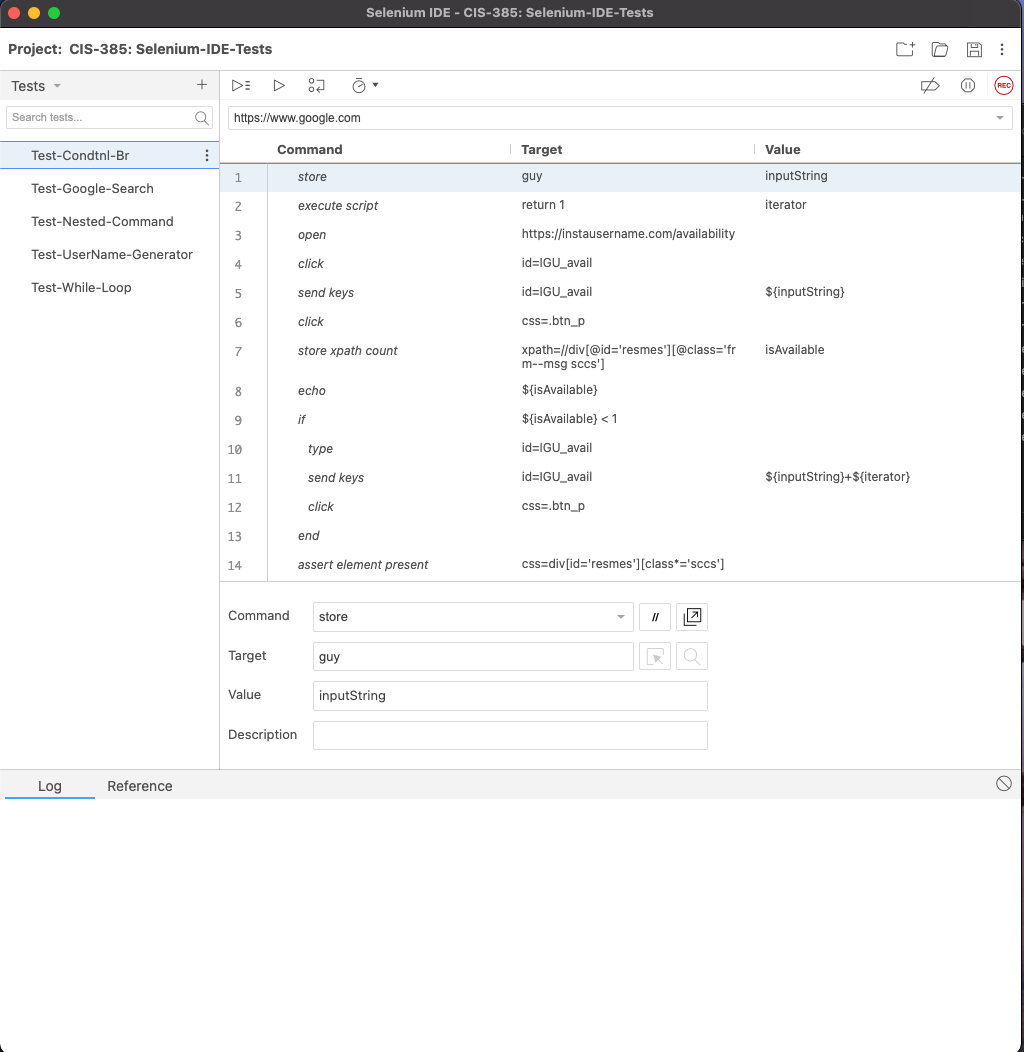 Selenium IDE - CIS-385: Selenium-IDE-Tests
Project: CIS-385: Selenium-IDE-Tests
Tests
REC
Search tests...
https://www.google.com
Test-Condtnl-Br
Test-Google-Search
Test-Nested-Command
Test-UserName-Generator
Test-While-Loop
Command Target Value
1 store guy inputString
2 execute script return 1 iterator
3 open https://instausername.com/availability
4 click id=IGU_avail
5 send keys id=IGU_avail ${inputString}
6 click css=.btn_p
7 store xpath count xpath=//div[@id='resmes'][@class='fr isAvailable
m--msg sccs']
8 echo ${isAvailable}
9 if ${isAvailable} < 1
10 type id=IGU_avail
11 send keys id=IGU_avail ${inputString}+${iterator}
12 click css=.btn_p
13 end
14 assert element present css=div[id='resmes'][class*='sccs']
Command store //
Target guy
Value inputString
Description
Log Reference